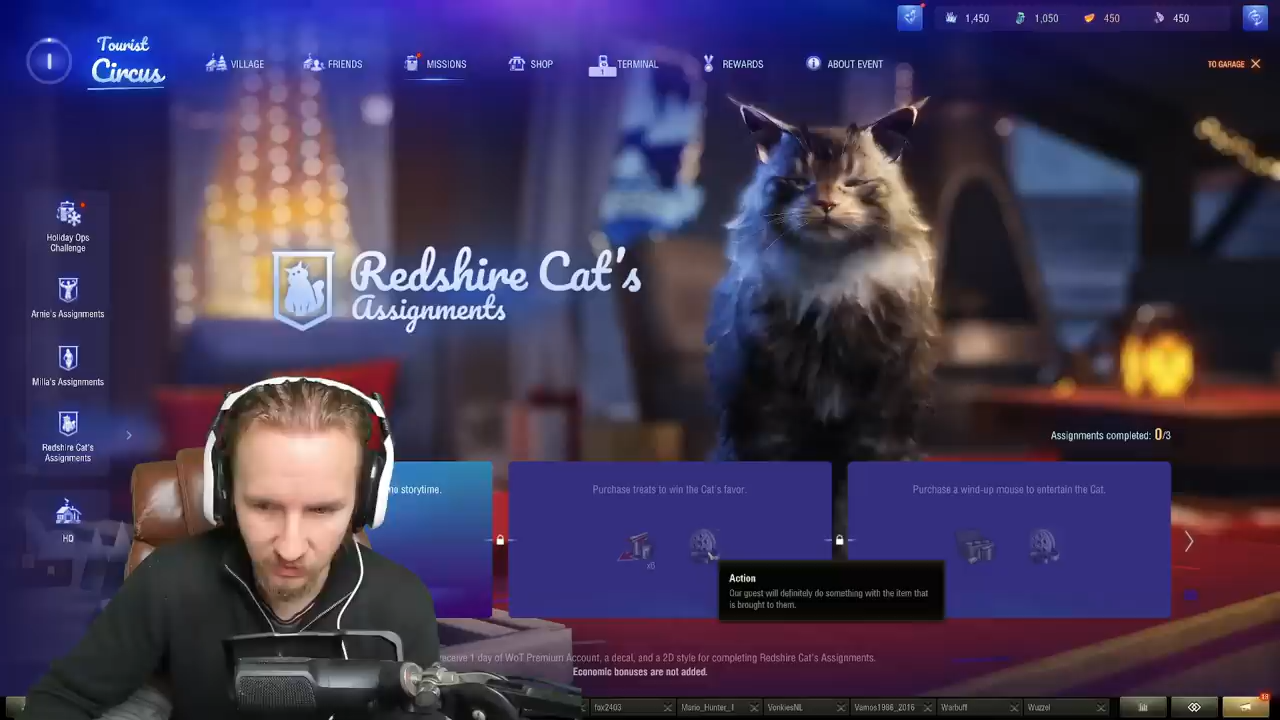 1,450
1,050
450
450
I
Tourist
Circus
VILLAGE
FRIENDS
MISSIONS
SHOP
1
TERMINAL
REWARDS
ABOUT EVENT
TO GARAGE
Holiday Ops
Challenge
Arnie's Assignments
Milla's Assignments
Redshire Cat's
Assignments
HQ
Redshire Cat's
Assignments
Assignments completed: 0/3
storytime.
Purchase treats to win the Cat's favor.
x6
Purchase a wind-up mouse to entertain the Cat.
Action
Our guest will definitely do something with the item that
is brought to them.
receive 1 day of WoT Premium Account, a decal, and a 2D style for completing Redshire Cat's Assignments.
Economic bonuses are not added.
fox2403
Mario_Hunter_1
VonkiesNL
Vamos1986_2016
Warbuff
Wuzzel